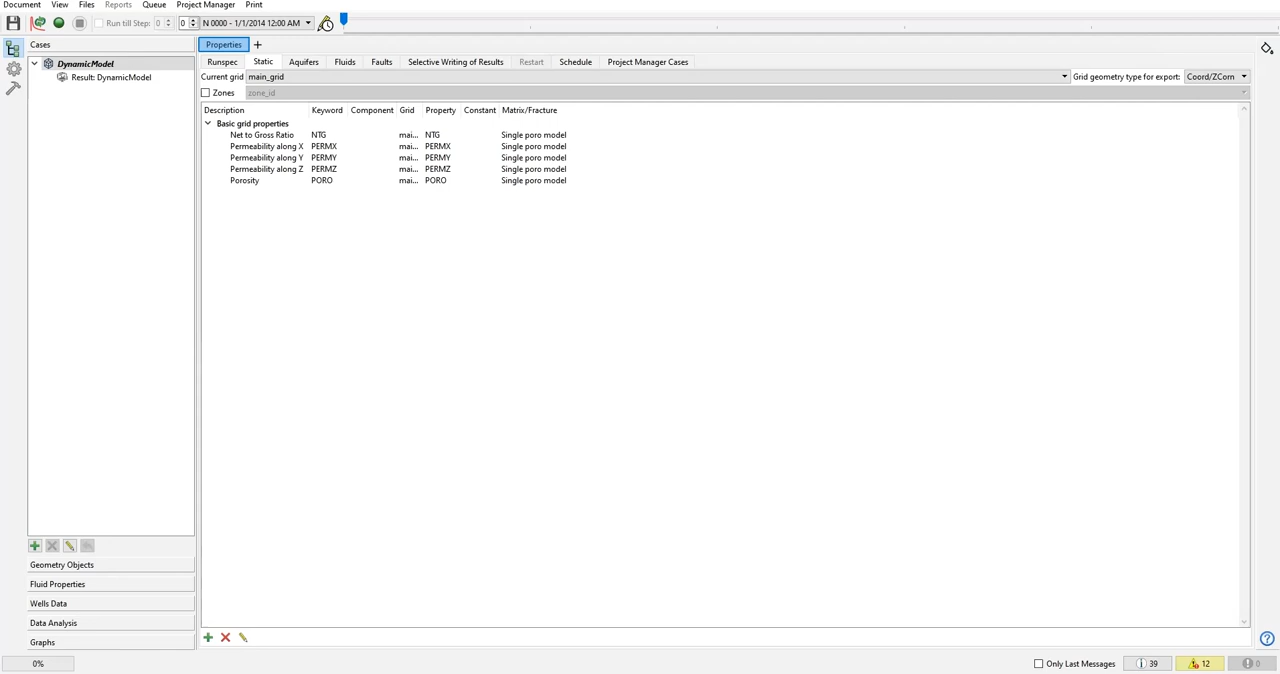 Document View Files Reports Queue Project Manager Print
Run till Step: 0 0 N 0000 - 1/1/2014 12:00 AM
Cases
DynamicModel
Result: DynamicModel
Geometry Objects
Fluid Properties
Wells Data
Data Analysis
Graphs
Properties +
Runspec Static Aquifers Fluids Faults Selective Writing of Results Restart Schedule Project Manager Cases
Current grid main_grid Grid geometry type for export: Coord/ZCorn
Zones zone_id
Description Keyword Component Grid Property Constant Matrix/Fracture
Basic grid properties
Net to Gross Ratio NTG mai... NTG Single poro model
Permeability along X PERMX mai... PERMX Single poro model
Permeability along Y PERMY mai... PERMY Single poro model
Permeability along Z PERMZ mai... PERMZ Single poro model
Porosity PORO mai... PORO Single poro model
0% Only Last Messages 39 12 0